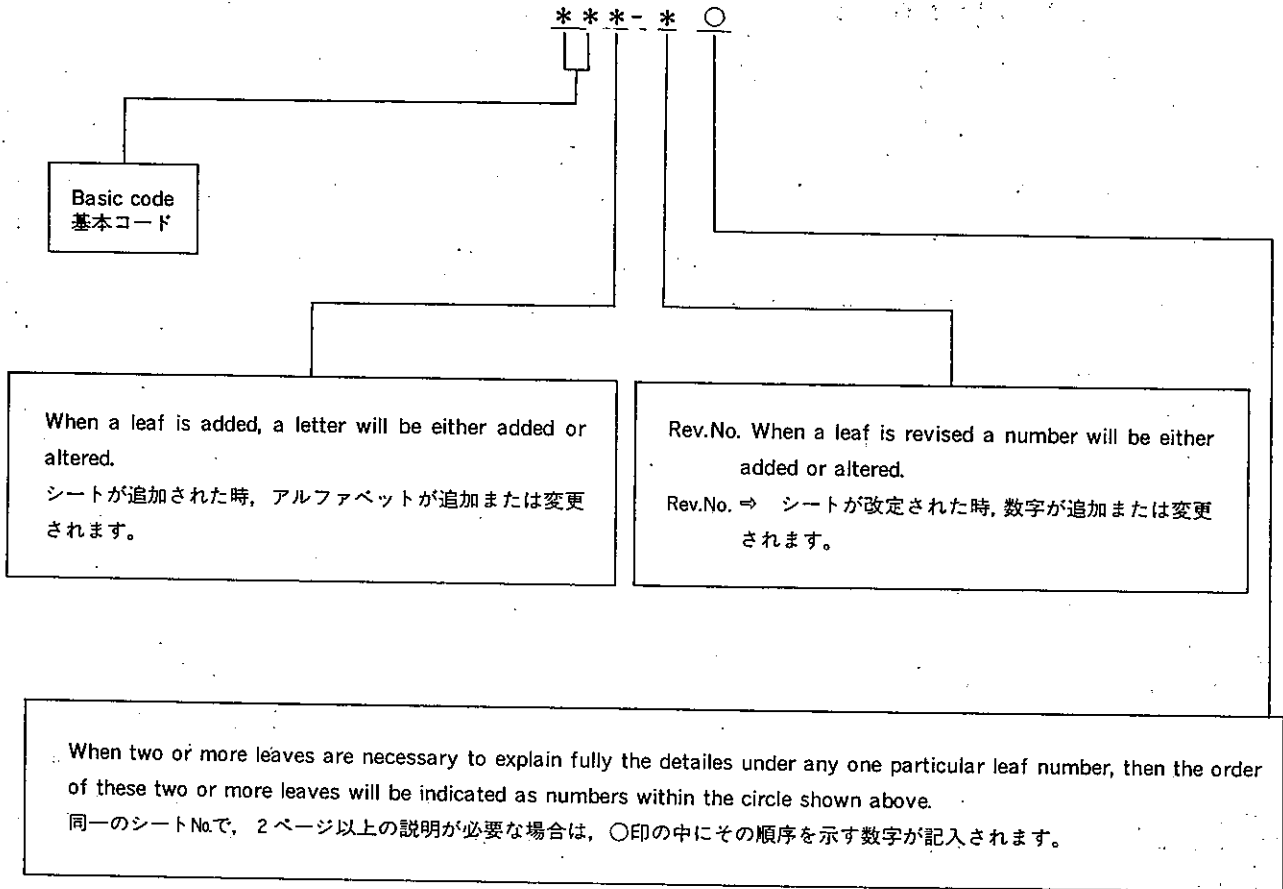 ***-* ○
Basic code
基本コード
When a leaf is added, a letter will be either added or
altered.
シートが追加された時，アルファベットが追加または変更
されます。
Rev.No. When a leaf is revised a number will be either
added or altered.
Rev.No. ⇨ シートが改定された時，数字が追加または変更
されます。
When two or more leaves are necessary to explain fully the detailes under any one particular leaf number, then the order
of these two or more leaves will be indicated as numbers within the circle shown above.
同一のシート№で，2ページ以上の説明が必要な場合は，○印の中にその順序を示す数字が記入されます。